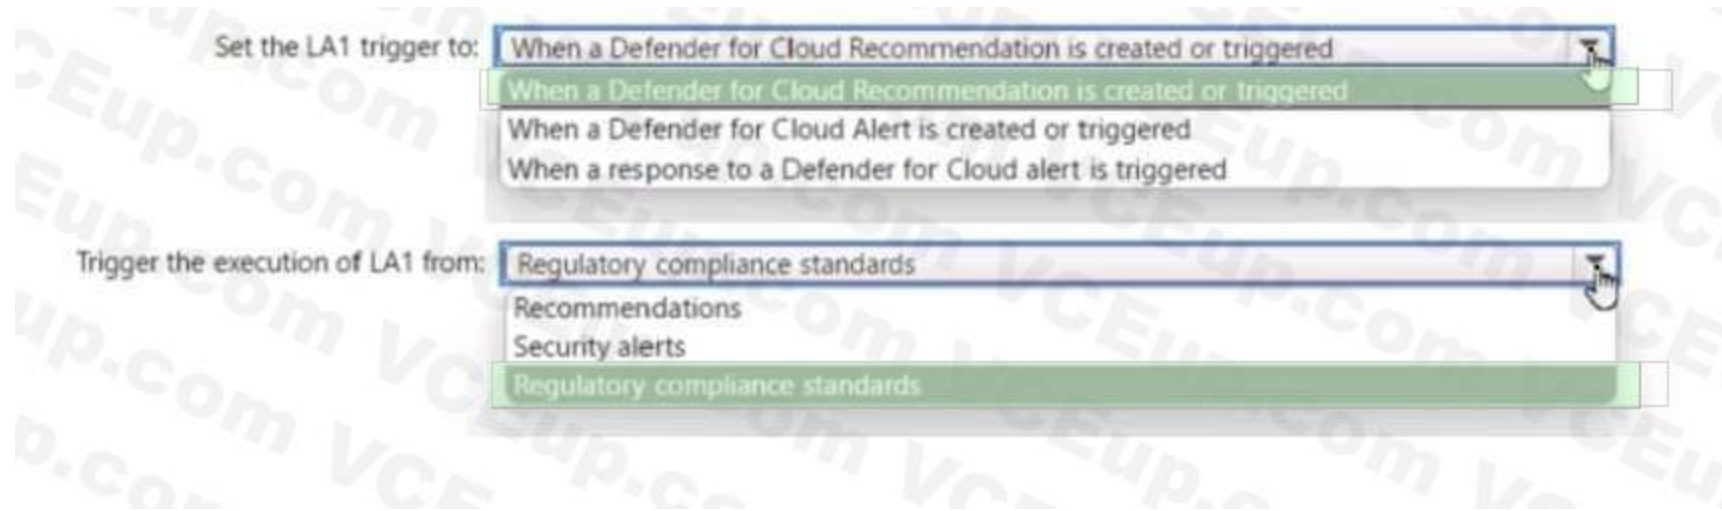 Set the LA1 trigger to: When a Defender for Cloud Recommendation is created or triggered
When a Defender for Cloud Recommendation is created or triggered
When a Defender for Cloud Alert is created or triggered
When a response to a Defender for Cloud alert is triggered
Trigger the execution of LA1 from: Regulatory compliance standards
Recommendations
Security alerts
Regulatory compliance standards